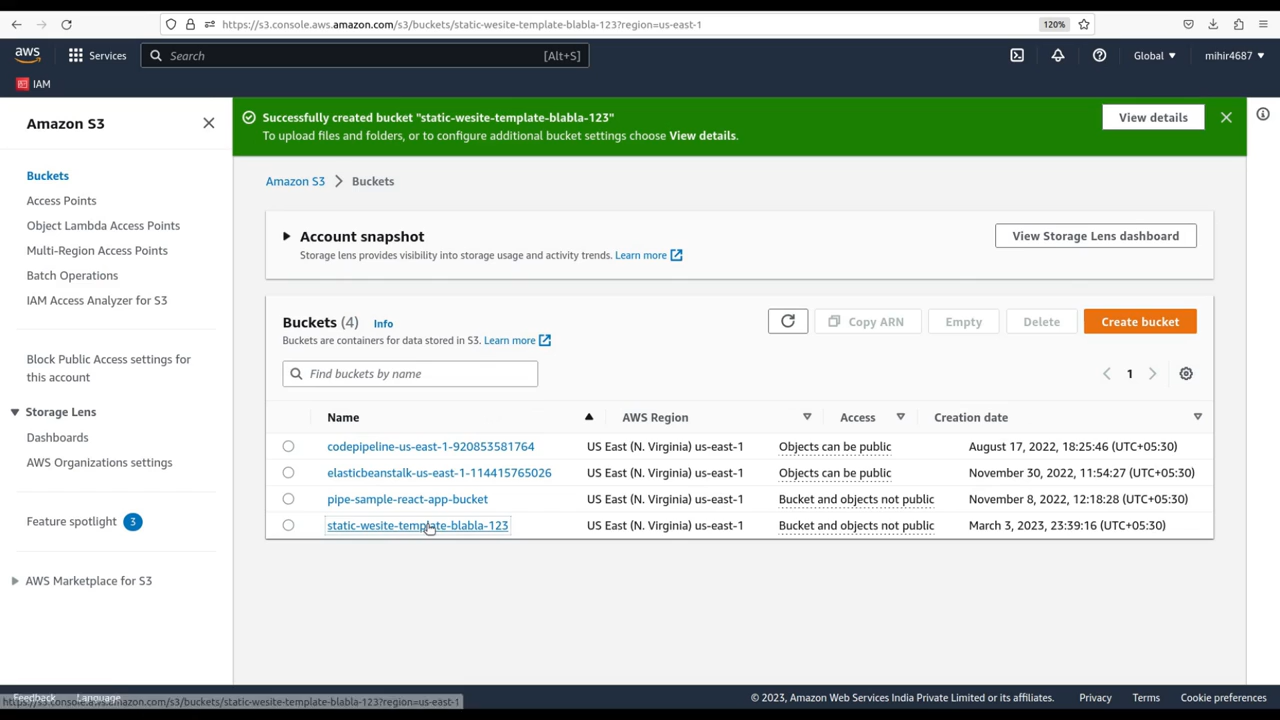 https://s3.console.aws.amazon.com/s3/buckets/static-wesite-template-blabla-123?region=us-east-1
120%
aws
Services
Search
[Alt+S]
Global
mihir4687
IAM
Amazon S3
Buckets
Access Points
Object Lambda Access Points
Multi-Region Access Points
Batch Operations
IAM Access Analyzer for S3
Block Public Access settings for
this account
Storage Lens
Dashboards
AWS Organizations settings
Feature spotlight 3
AWS Marketplace for S3
Successfully created bucket "static-wesite-template-blabla-123"
To upload files and folders, or to configure additional bucket settings choose View details.
View details
Amazon S3 Buckets
Account snapshot
Storage lens provides visibility into storage usage and activity trends. Learn more
View Storage Lens dashboard
Buckets (4) Info
Buckets are containers for data stored in S3. Learn more
Copy ARN
Empty
Delete
Create bucket
Find buckets by name
1
Name AWS Region Access Creation date
codepipeline-us-east-1-920853581764 US East (N. Virginia) us-east-1 Objects can be public August 17, 2022, 18:25:46 (UTC+05:30)
elasticbeanstalk-us-east-1-114415765026 US East (N. Virginia) us-east-1 Objects can be public November 30, 2022, 11:54:27 (UTC+05:30)
pipe-sample-react-app-bucket US East (N. Virginia) us-east-1 Bucket and objects not public November 8, 2022, 12:18:28 (UTC+05:30)
static-wesite-template-blabla-123 US East (N. Virginia) us-east-1 Bucket and objects not public March 3, 2023, 23:39:16 (UTC+05:30)
Feedback Language
https://s3.console.aws.amazon.com/s3/buckets/static-wesite-template-blabla-123?region=us-east-1
© 2023, Amazon Web Services India Private Limited or its affiliates. Privacy Terms Cookie preferences